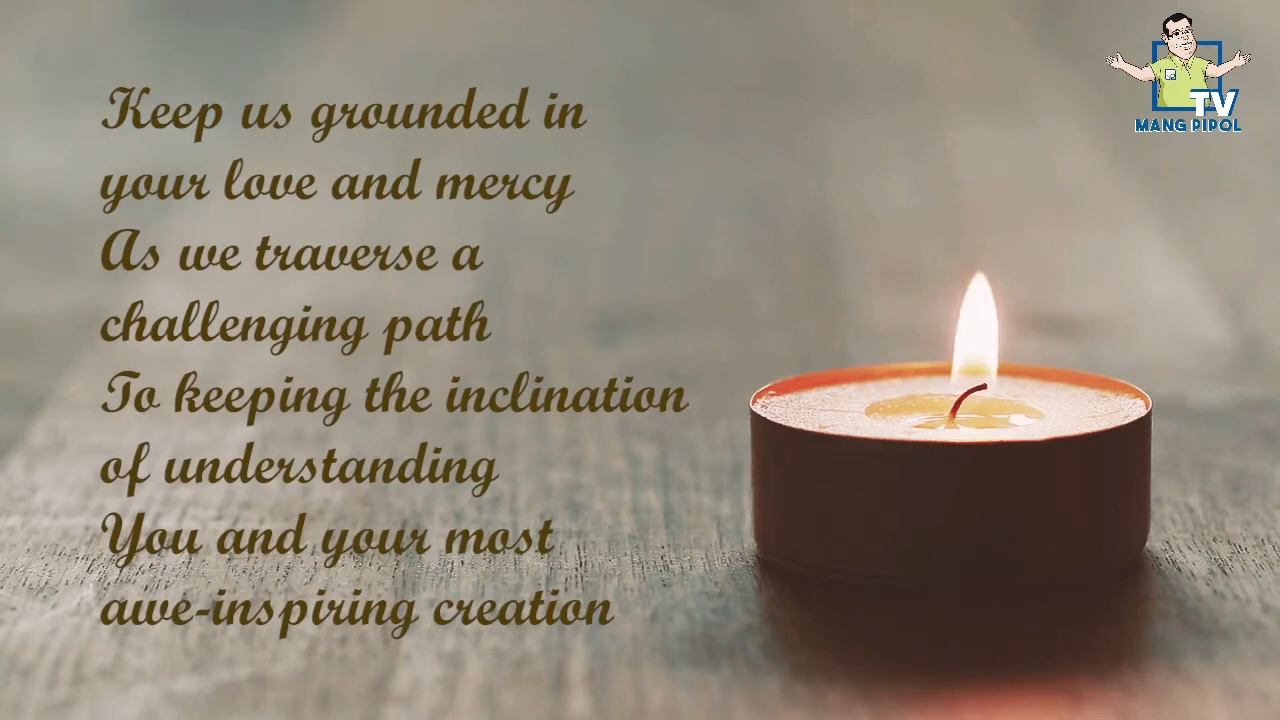 Keep us grounded in
your love and mercy
As we traverse a
challenging path
To keeping the inclination
of understanding
You and your most
awe-inspiring creation
TV
MANG PIPOL